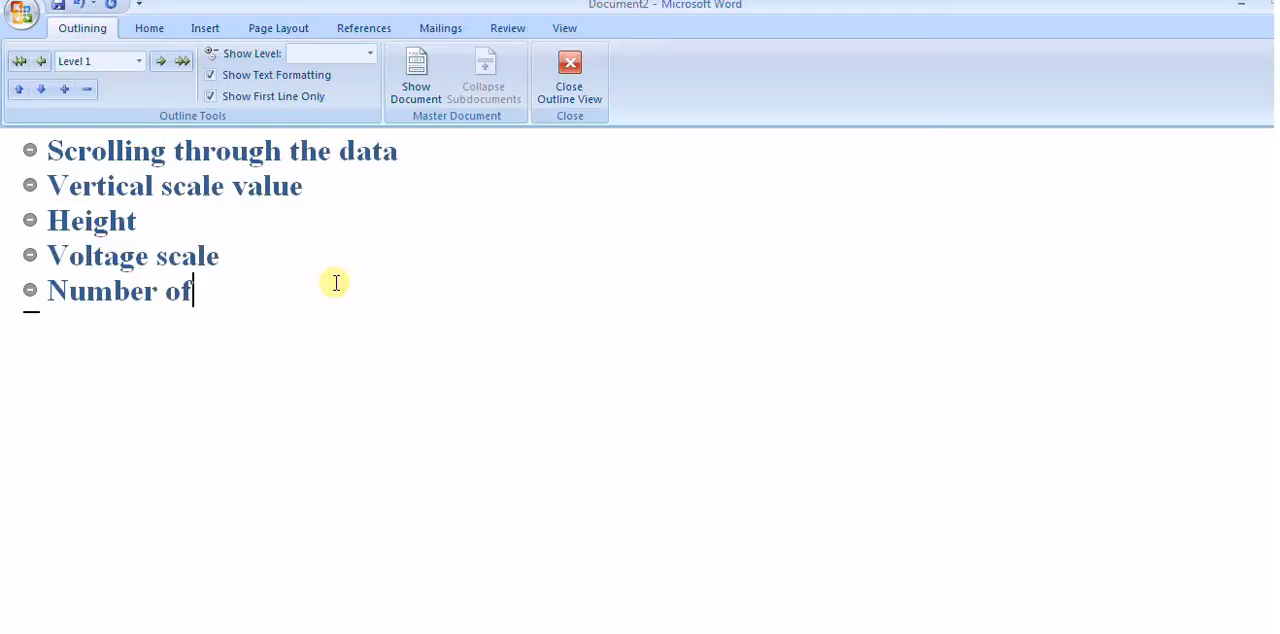 Document2 - Microsoft Word
Outlining Home Insert Page Layout References Mailings Review View
Level 1
Show Level:
Show Text Formatting
Show First Line Only
Outline Tools
Show Document
Collapse Subdocuments
Master Document
Close Outline View
Close
Scrolling through the data
Vertical scale value
Height
Voltage scale
Number of